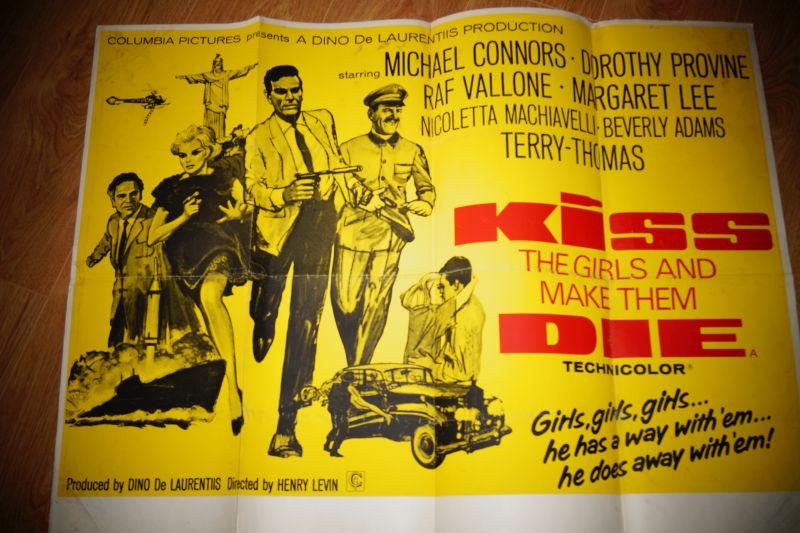 COLUMBIA PICTURES presents A DINO De LAURENTIIS PRODUCTION
starring MICHAEL CONNORS · DOROTHY PROVINE
RAF VALLONE · MARGARET LEE
NICOLETTA MACHIAVELLI · BEVERLY ADAMS
TERRY-THOMAS
KiSS
THE GIRLS AND
MAKE THEM
DIE A
TECHNICOLOR®
Girls, girls, girls...
he has a way with 'em...
he does away with 'em!
Produced by DINO De LAURENTIIS Directed by HENRY LEVIN